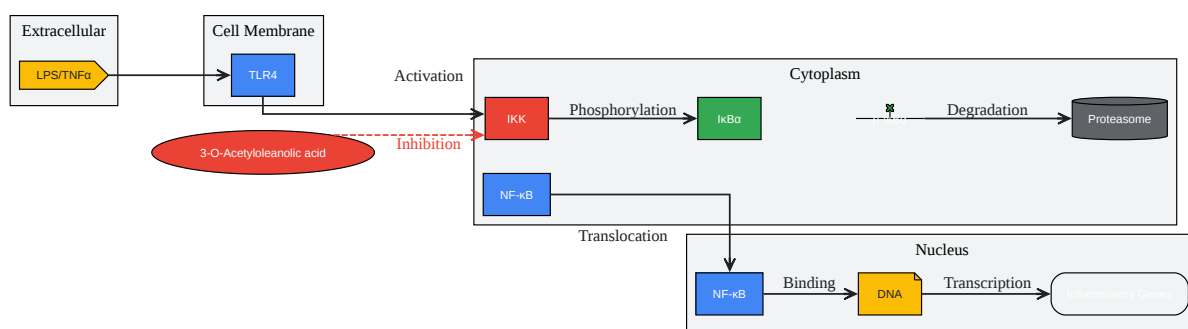 Extracellular
LPS/TNFα
Cell Membrane
TLR4
Activation
3-O-Acetyloleanolic acid
Inhibition
Cytoplasm
IKK
Phosphorylation
IκBα
Degradation
Proteasome
NF-κB
Translocation
Nucleus
NF-κB
Binding
DNA
Transcription
Inflammatory Genes